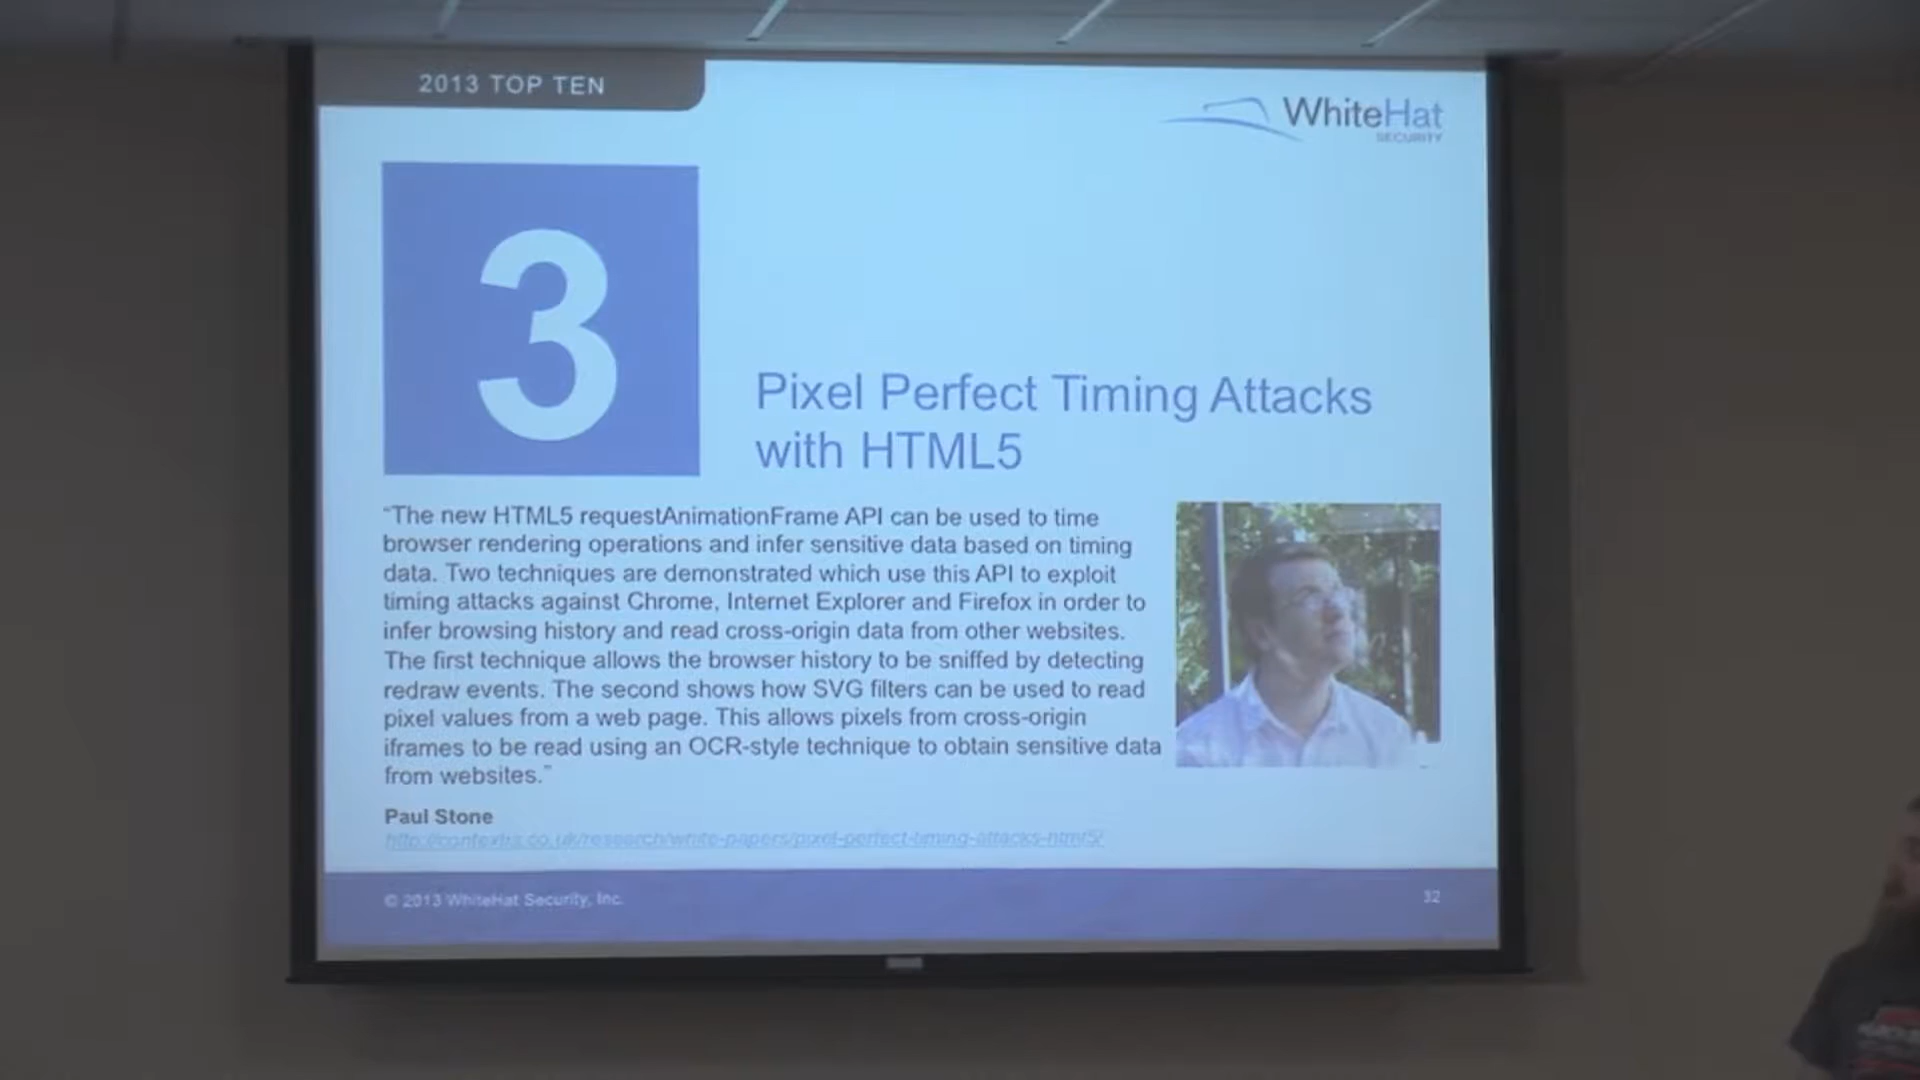 2013 TOP TEN
WhiteHat
SECURITY
3
Pixel Perfect Timing Attacks
with HTML5
“The new HTML5 requestAnimationFrame API can be used to time
browser rendering operations and infer sensitive data based on timing
data. Two techniques are demonstrated which use this API to exploit
timing attacks against Chrome, Internet Explorer and Firefox in order to
infer browsing history and read cross-origin data from other websites.
The first technique allows the browser history to be sniffed by detecting
redraw events. The second shows how SVG filters can be used to read
pixel values from a web page. This allows pixels from cross-origin
iframes to be read using an OCR-style technique to obtain sensitive data
from websites.”
Paul Stone
http://contextis.co.uk/research/white-papers/pixel-perfect-timing-attacks-html5/
© 2013 WhiteHat Security, Inc.
32